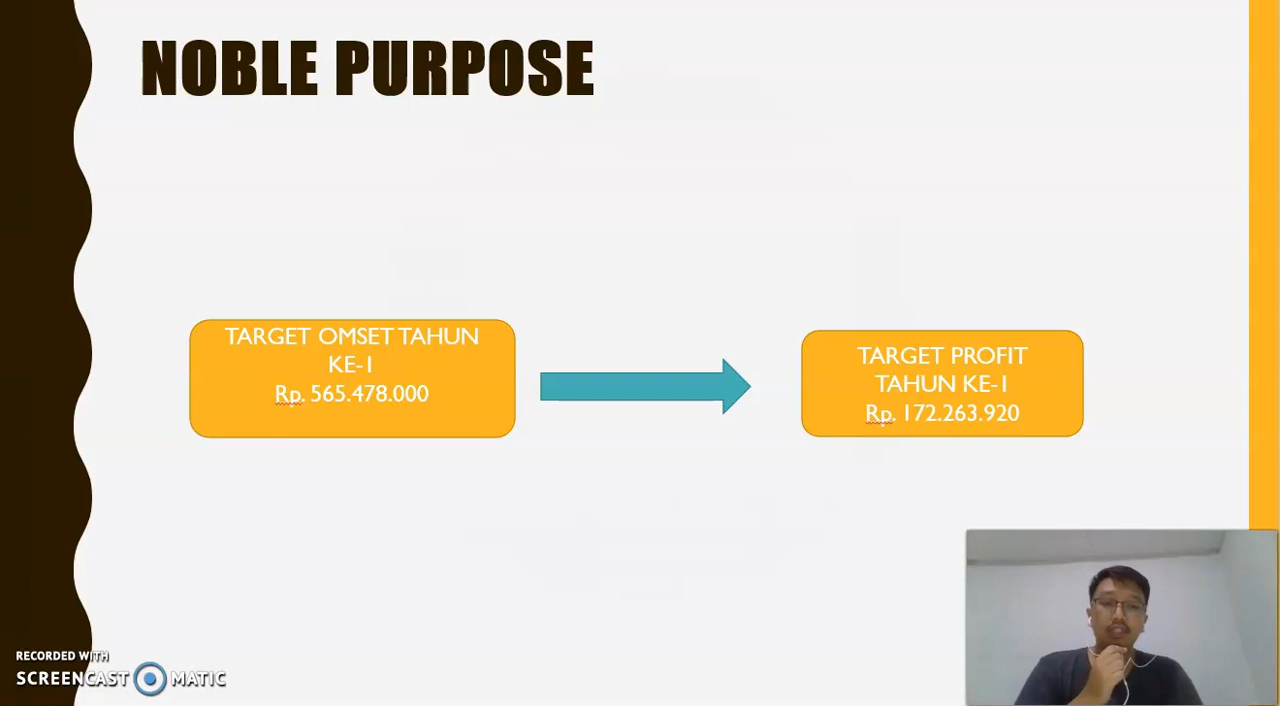 NOBLE PURPOSE
TARGET OMSET TAHUN
KE-1
Rp. 565.478.000
TARGET PROFIT
TAHUN KE-1
Rp. 172.263.920
RECORDED WITH
SCREENCAST MATIC